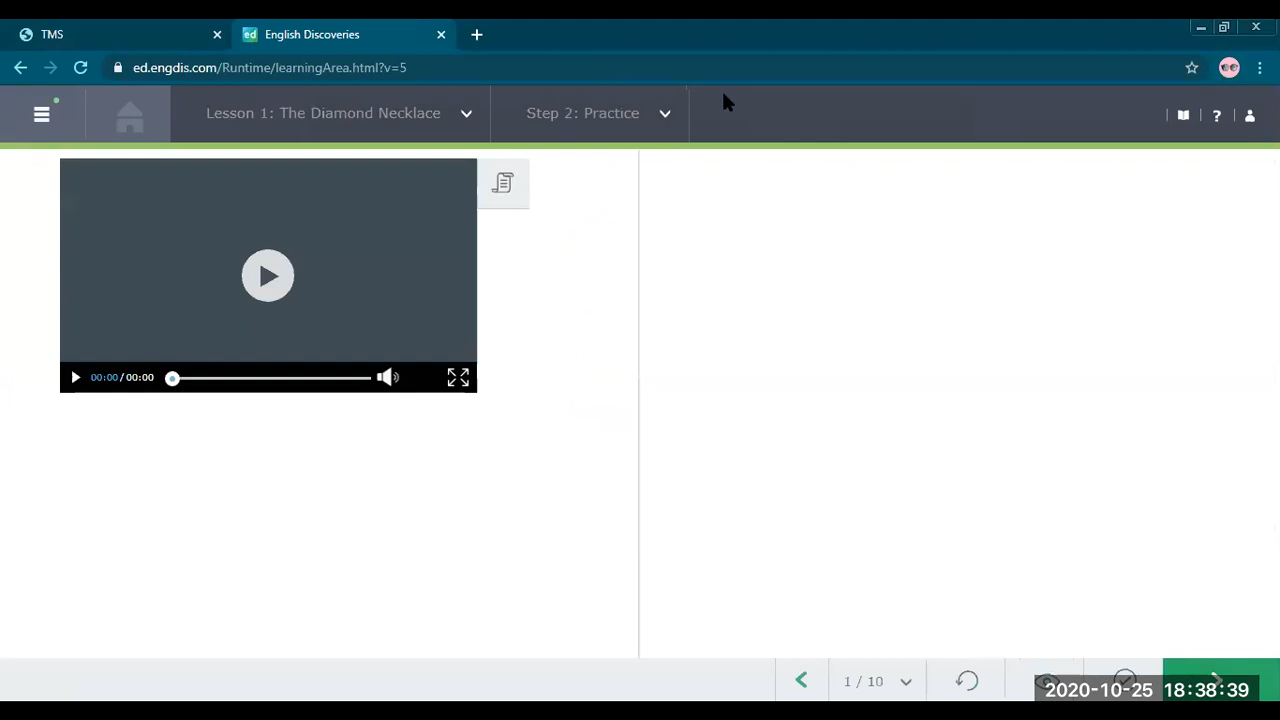 TMS
ed English Discoveries
ed.engdis.com/Runtime/learningArea.html?v=5
Lesson 1: The Diamond Necklace
Step 2: Practice
?
00:00/00:00
1 / 10
2020-10-25 18:38:39